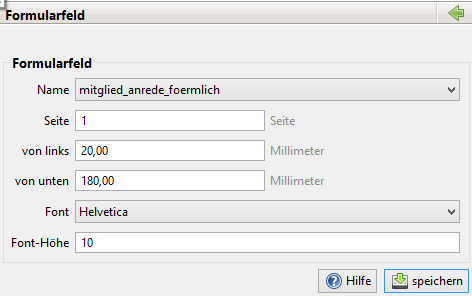 Formularfeld
Formularfeld
Name mitglied_anrede_foermlich
Seite 1 Seite
von links 20,00 Millimeter
von unten 180,00 Millimeter
Font Helvetica
Font-Höhe 10
Hilfe speichern